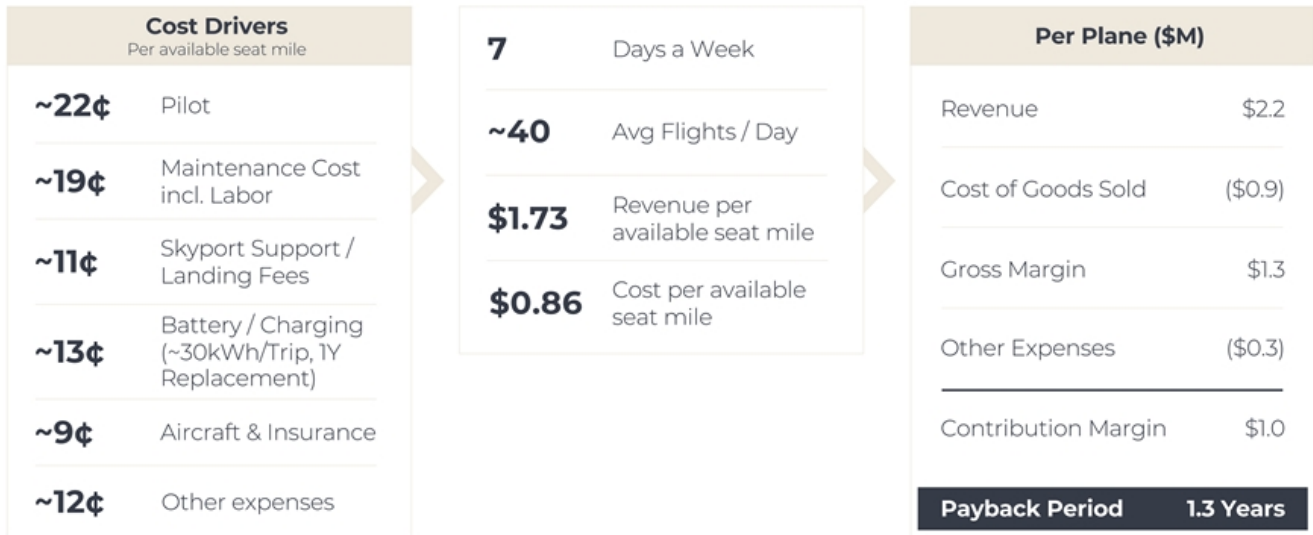 Cost Drivers
Per available seat mile
~22¢ Pilot
~19¢ Maintenance Cost
incl. Labor
~11¢ Skyport Support /
Landing Fees
~13¢ Battery / Charging
(~30kWh/Trip, 1Y
Replacement)
~9¢ Aircraft & Insurance
~12¢ Other expenses
7 Days a Week
~40 Avg Flights / Day
$1.73 Revenue per
available seat mile
$0.86 Cost per available
seat mile
Per Plane ($M)
Revenue $2.2
Cost of Goods Sold ($0.9)
Gross Margin $1.3
Other Expenses ($0.3)
Contribution Margin $1.0
Payback Period 1.3 Years